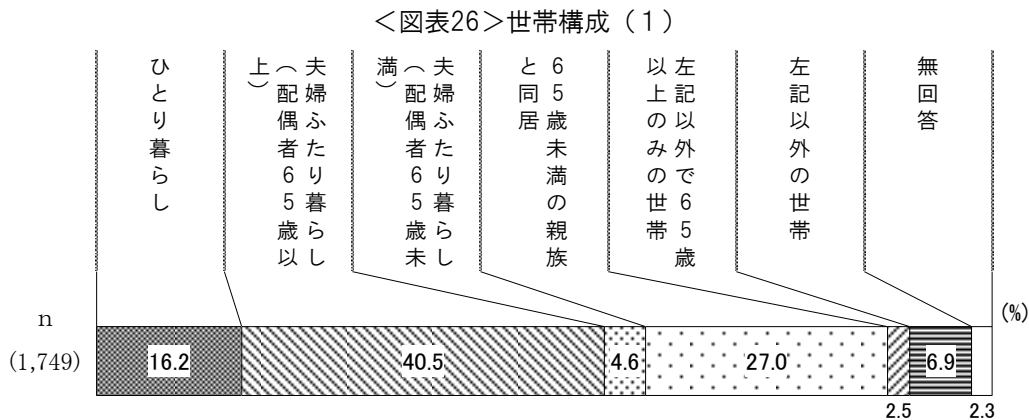 ＜図表26＞世帯構成（１）
ひとり暮らし
夫婦ふたり暮らし
（配偶者６５歳以
上）
夫婦ふたり暮らし
（配偶者６５歳未
満）
６５歳未満の親族
と同居
左記以外で６５歳
以上のみの世帯
左記以外の世帯
無回答
(%)
n
(1,749)
16.2
40.5
4.6
27.0
2.5
6.9
2.3